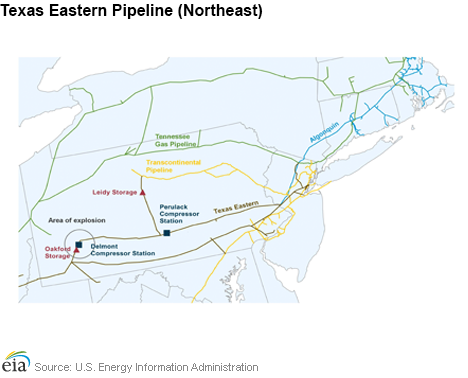 Texas Eastern Pipeline (Northeast)
Algonquin
Tennessee
Gas Pipeline
Transcontinental
Pipeline
Leidy Storage
Perulack
Compressor
Station
Texas Eastern
Area of explosion
Oakford
Storage
Delmont
Compressor Station
eia
Source: U.S. Energy Information Administration